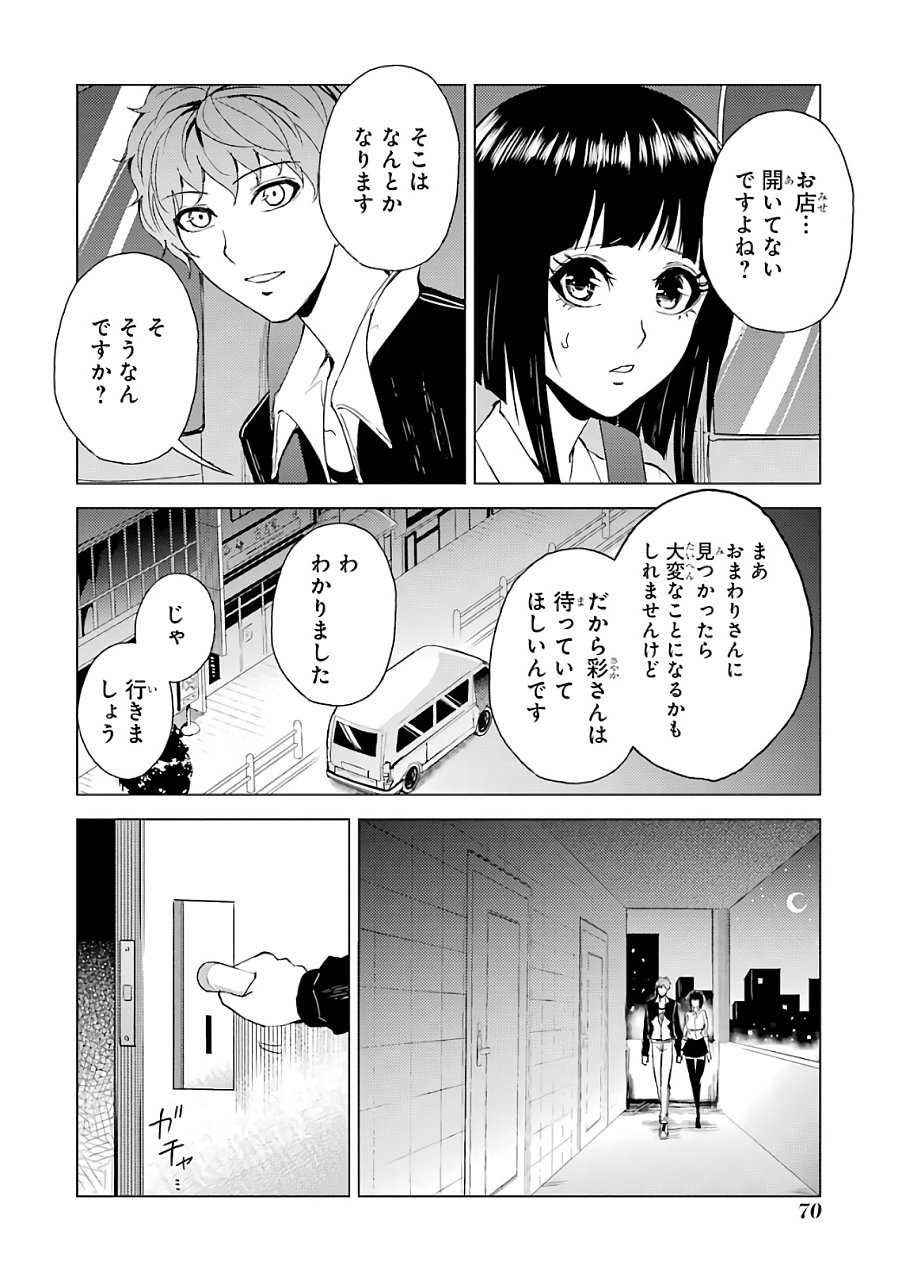 お店…
開いてない
ですよね?
そこは
なんとか
なります
そ
そうなん
ですか?
まあ
おまわりさんに
見つかったら
大変なことになるかも
しれませんけど
だから彩さんは
待っていて
ほしいんです
わ
わかりました
じゃ
行きま
しょう
ガチャ…
70